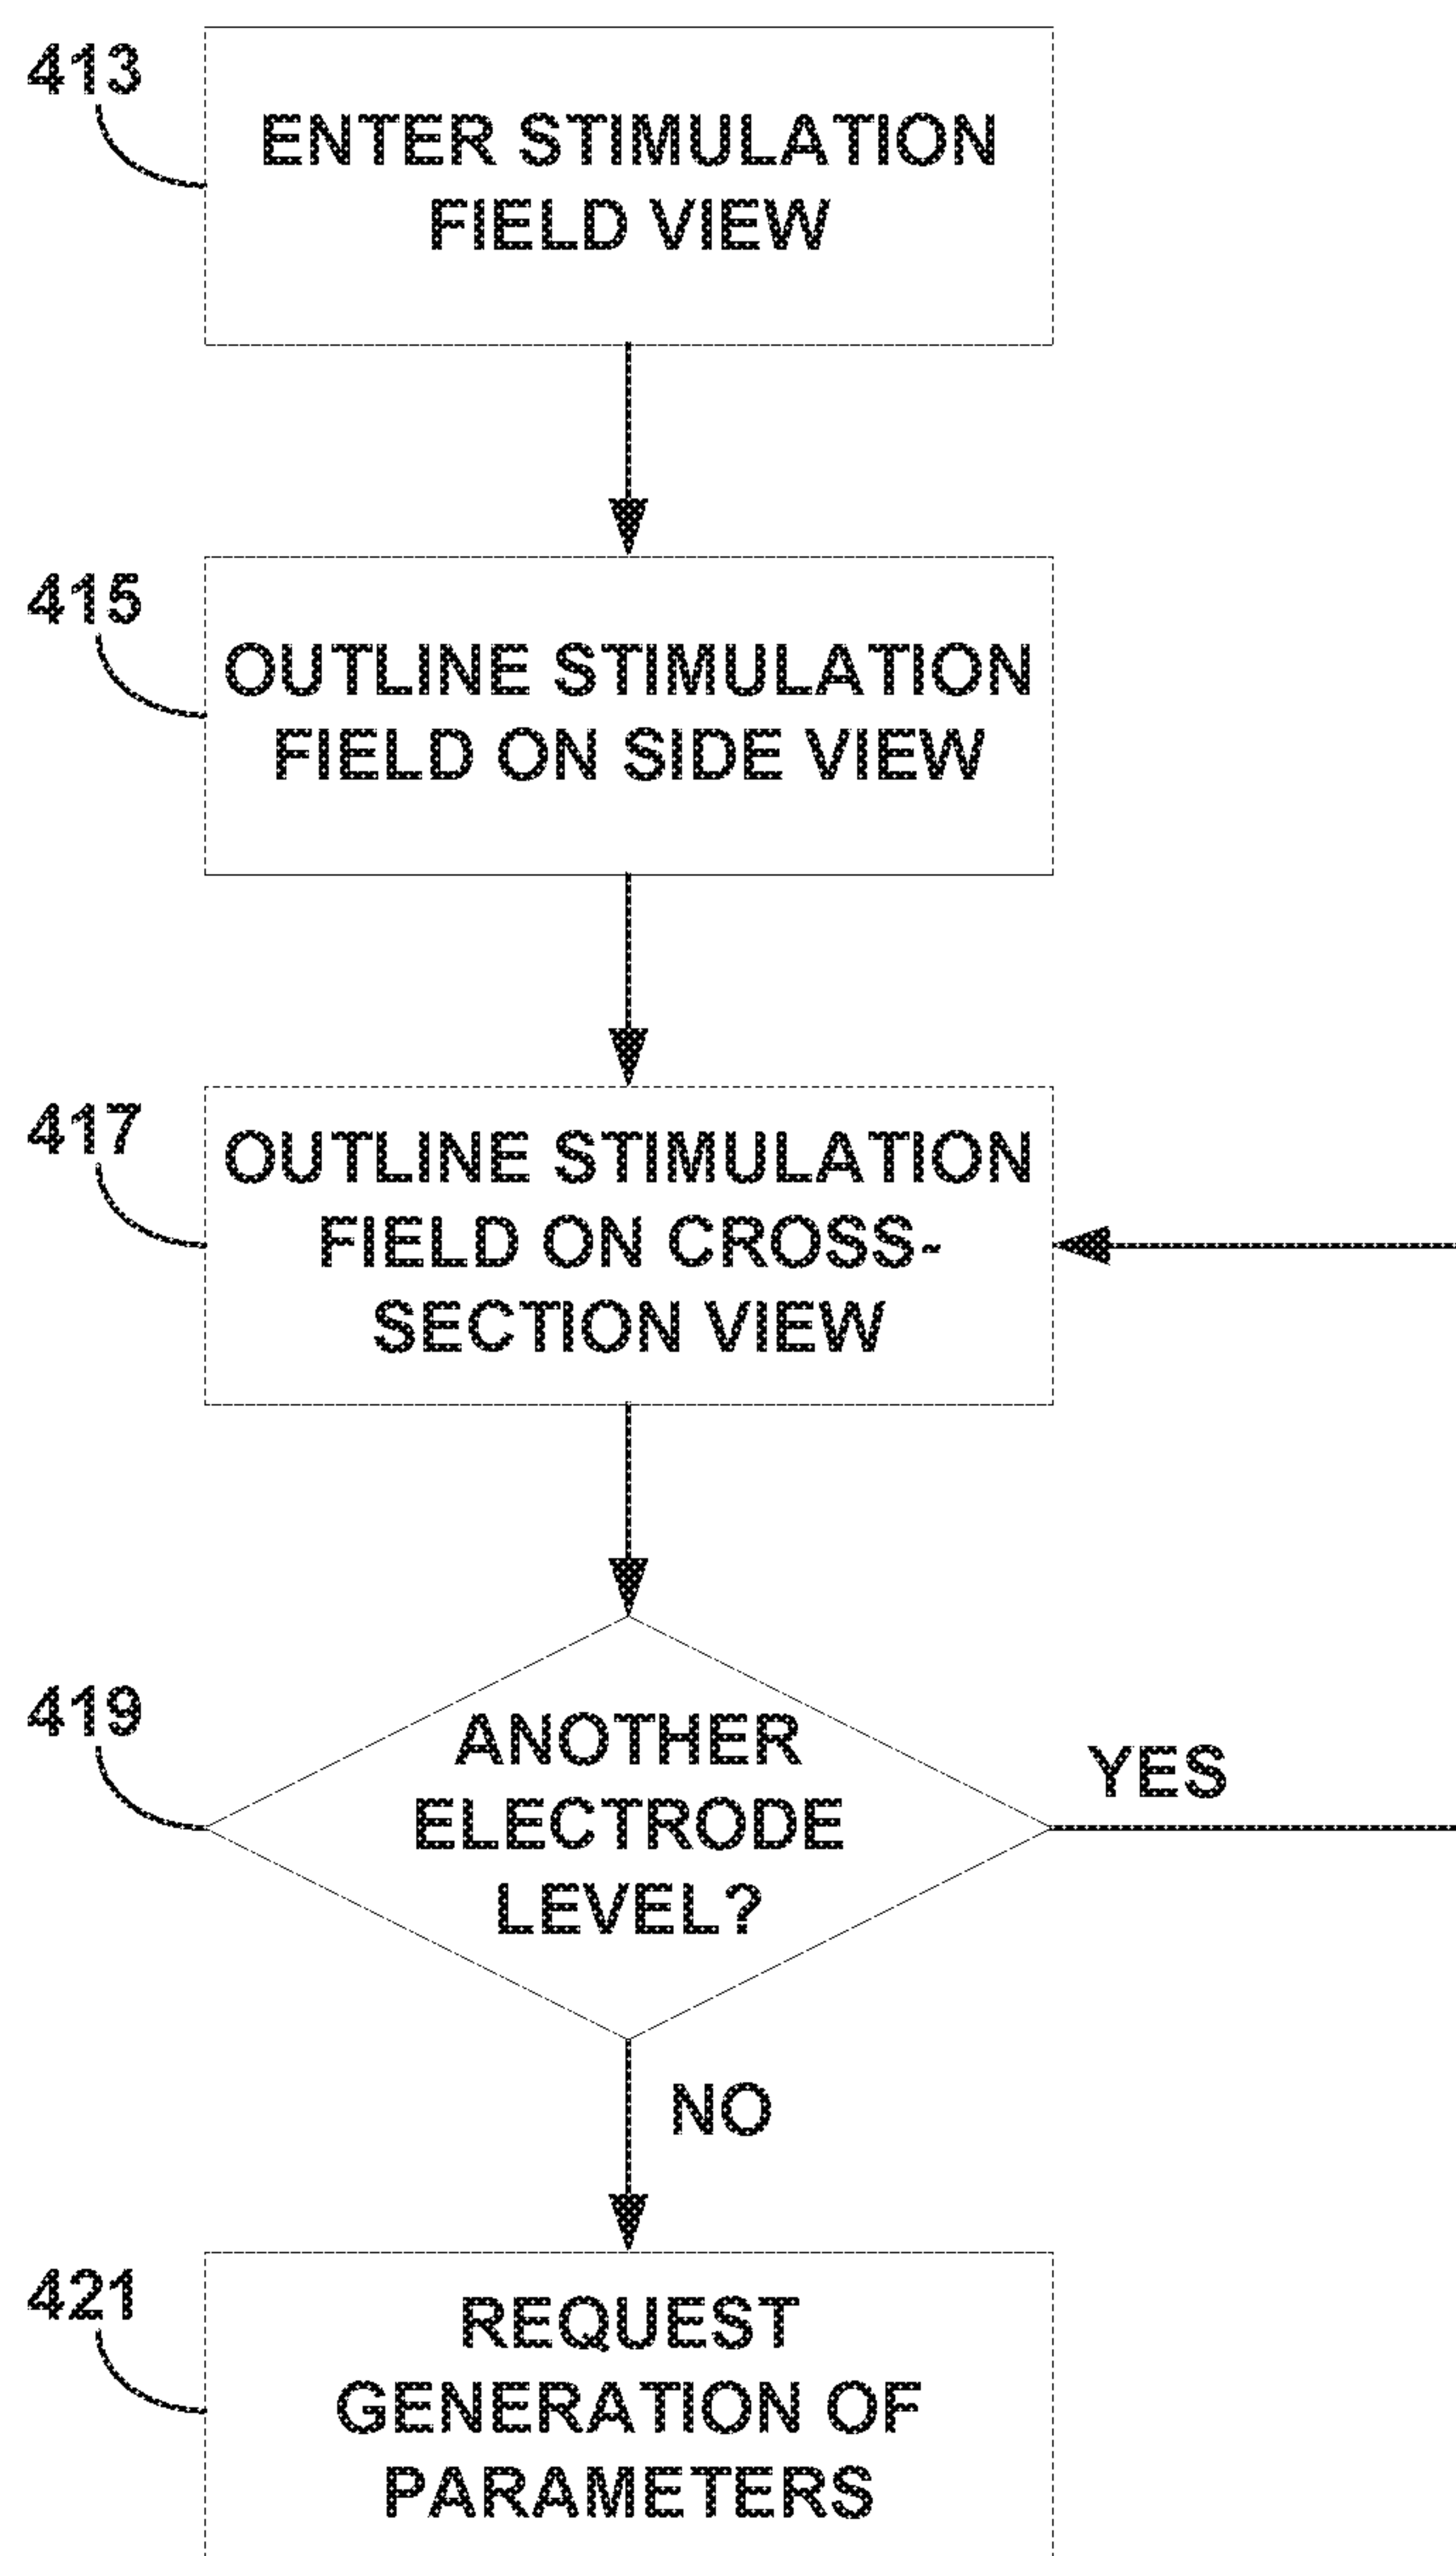 413
ENTER STIMULATION
FIELD VIEW
415
OUTLINE STIMULATION
FIELD ON SIDE VIEW
417
OUTLINE STIMULATION
FIELD ON CROSS-
SECTION VIEW
419
ANOTHER
ELECTRODE
LEVEL?
YES
NO
421
REQUEST
GENERATION OF
PARAMETERS